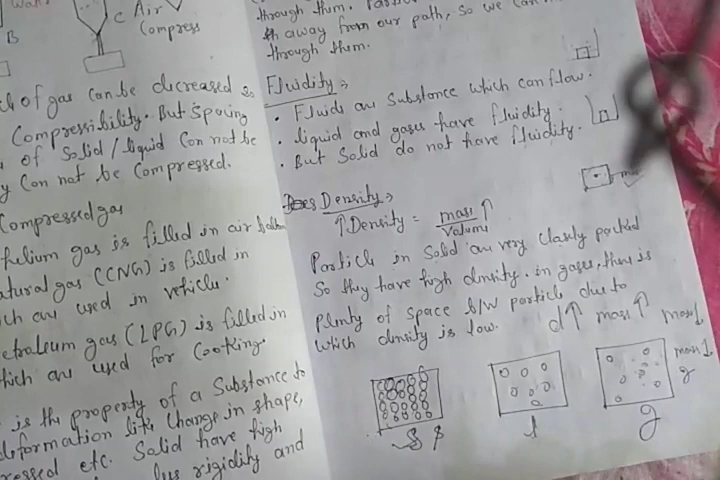 B
C Air
Compress
of gas can be decreased so
Compressibility. But Spacing
of Solid / liquid Can not be
Can not be compressed.
Compressed gas
helium gas is filled in air
natural gas (CNG) is filled in
ich are used in vehicle.
etroleum gas (LPG) is filled in
hich are used for Cooking.
is the property of a Substance to
deformation like Change in shape,
ressed etc. Solid have high
rigidity and
through them.
away from our path, so we can
through them.
Fluidity
• Fluids are Substance which can flow.
• liquid and gases have fluidity.
• But Solid do not have fluidity.
Density
↑ Density = mass ↑
Volume
Particle in Solid are very Closly packed
So they have high density. in gases, there is
Plenty of Space b/w particle due to
which density is low.
d↑ mass↑
g
l
g